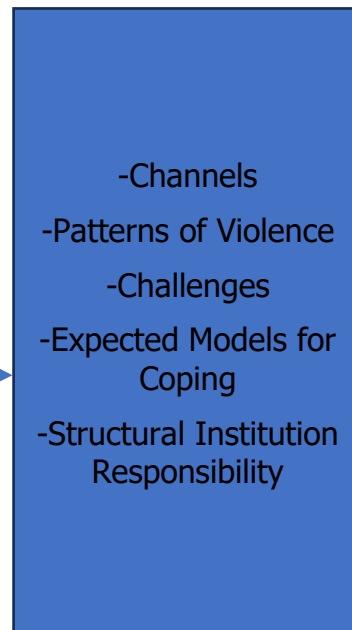 -Channels
-Patterns of Violence
-Challenges
-Expected Models for
Coping
-Structural Institution
Responsibility